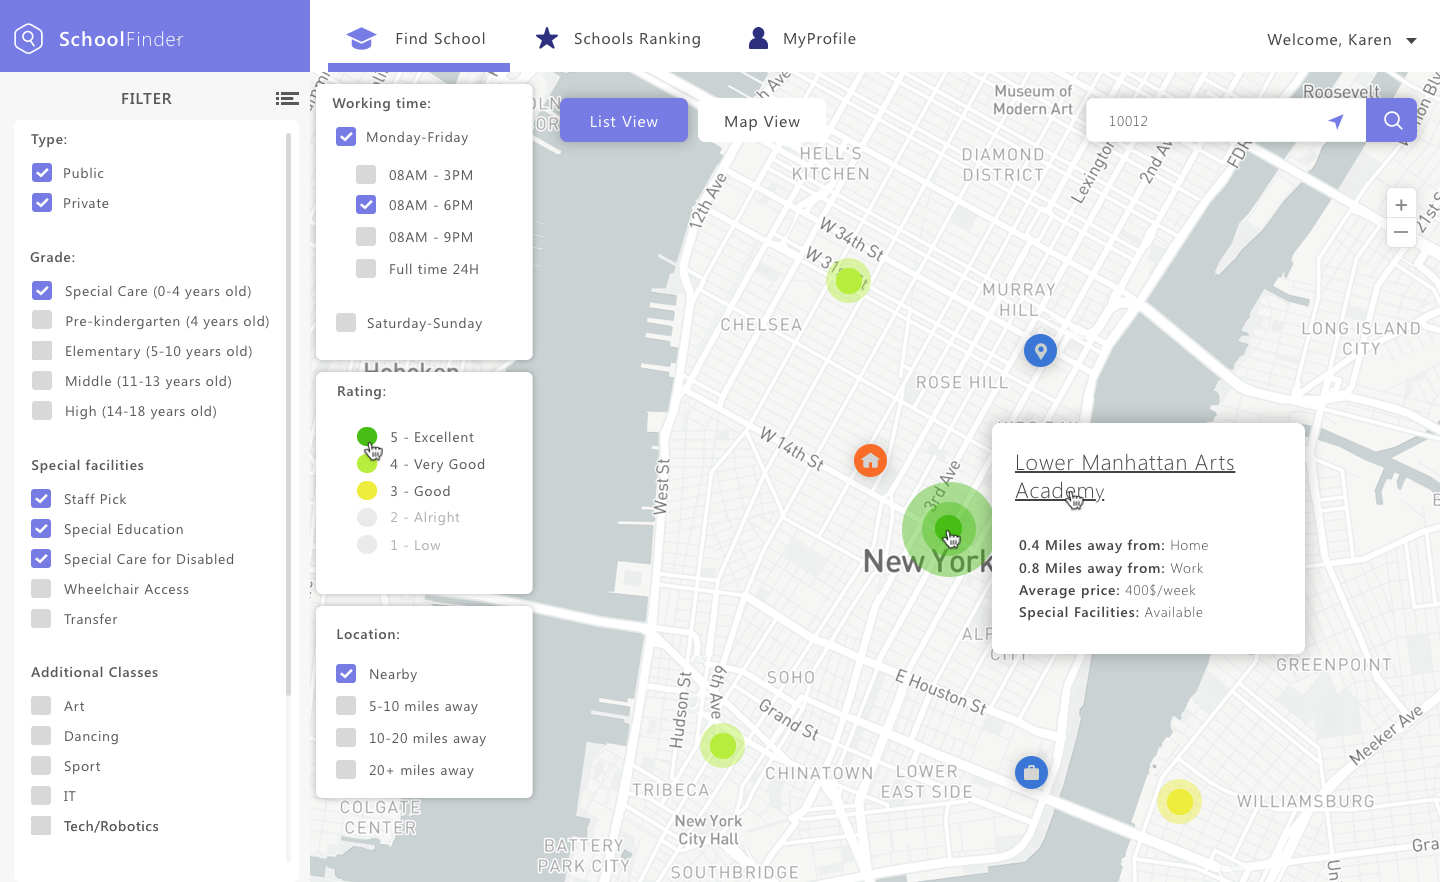 SchoolFinder
Find School
Schools Ranking
MyProfile
Welcome, Karen
FILTER
Type:
Public
Private
Grade:
Special Care (0-4 years old)
Pre-kindergarten (4 years old)
Elementary (5-10 years old)
Middle (11-13 years old)
High (14-18 years old)
Special facilities
Staff Pick
Special Education
Special Care for Disabled
Wheelchair Access
Transfer
Additional Classes
Art
Dancing
Sport
IT
Tech/Robotics
Working time:
Monday-Friday
08AM - 3PM
08AM - 6PM
08AM - 9PM
Full time 24H
Saturday-Sunday
Hoboken
Rating:
5 - Excellent
4 - Very Good
3 - Good
2 - Alright
1 - Low
Location:
Nearby
5-10 miles away
10-20 miles away
20+ miles away
List View
Map View
10012
+
−
12th Ave
Museum of
Modern Art
Roosevelt
HELL'S
KITCHEN
DIAMOND
DISTRICT
Lexington
2nd Ave
FDR
12th Ave
21st S
W 34th St
W 31st St
MURRAY
HILL
CHELSEA
LONG ISLAND
CITY
ROSE HILL
W 14th St
3rd Ave
West St
New York
Lower Manhattan Arts
Academy
0.4 Miles away from: Home
0.8 Miles away from: Work
Average price: 400$/week
Special Facilities: Available
ALP
CITY
GREENPOINT
SOHO
E Houston St
Hudson St
6th Ave
Grand St
Meeker Ave
CHINATOWN
LOWER
EAST SIDE
TRIBECA
WILLIAMSBURG
COLGATE
CENTER
New York
City Hall
BATTERY
PARK CITY
SOUTHBRIDGE
Un
Gra